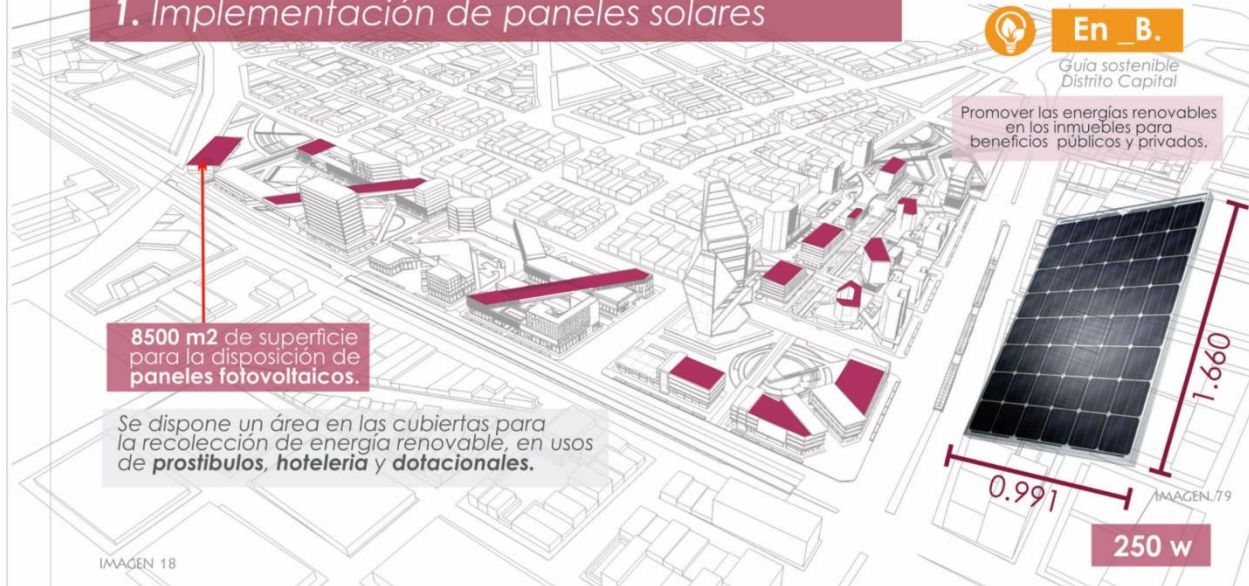 1. Implementación de paneles solares
En _B.
Guía sostenible
Distrito Capital
Promover las energías renovables
en los inmuebles para
beneficios públicos y privados.
8500 m2 de superficie
para la disposición de
paneles fotovoltaicos.
Se dispone un área en las cubiertas para
la recolección de energía renovable, en usos
de prostibulos, hoteleria y dotacionales.
1.660
0.991
IMAGEN 79
250 w
IMAGEN 18